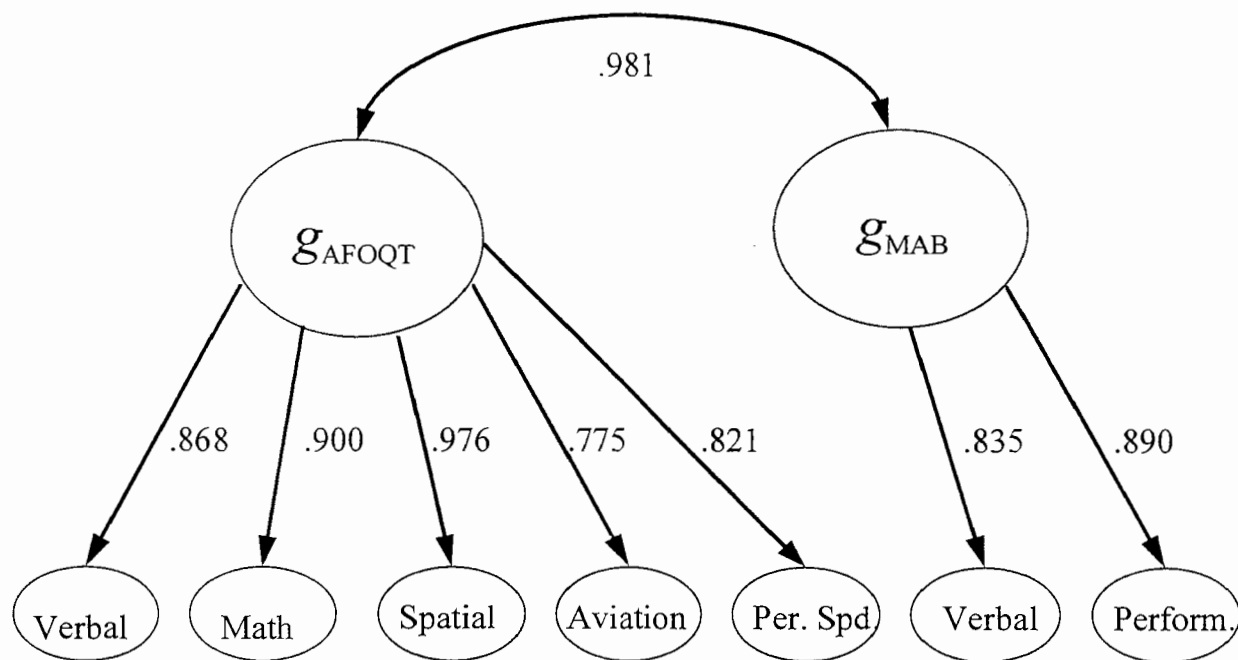 .981
gAFOQT
gMAB
.868
.900
.976
.775
.821
.835
.890
Verbal
Math
Spatial
Aviation
Per. Spd.
Verbal
Perform.